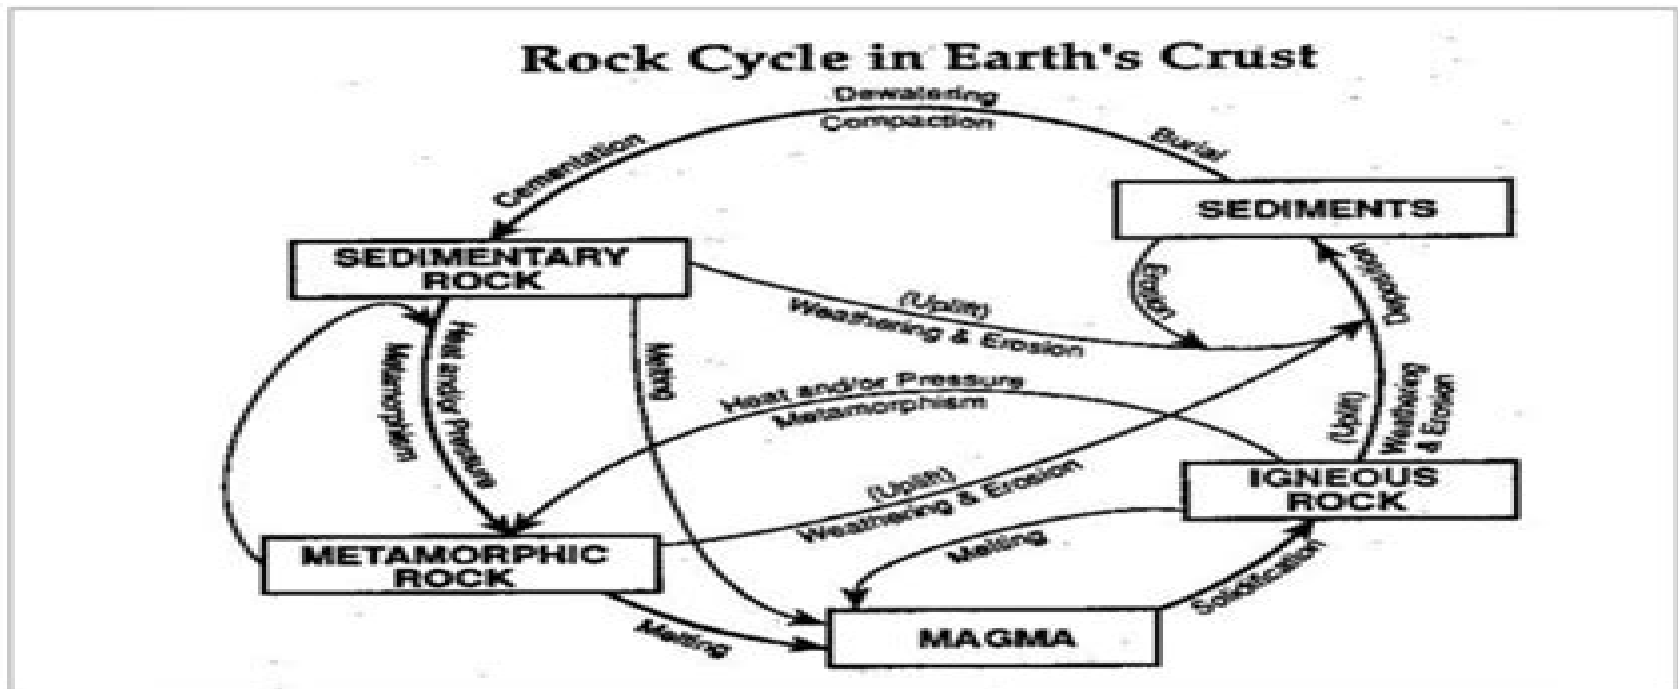 Rock Cycle in Earth's Crust
Dewatering
Compaction
Cementation
Burial
SEDIMENTS
SEDIMENTARY
ROCK
Erosion
Deposition
(Uplift)
Weathering & Erosion
Heat and/or Pressure
Metamorphism
Melting
Heat and/or Pressure
Metamorphism
(Uplift)
Weathering
& Erosion
(Uplift)
Weathering & Erosion
IGNEOUS
ROCK
Melting
METAMORPHIC
ROCK
Solidification
Melting
MAGMA